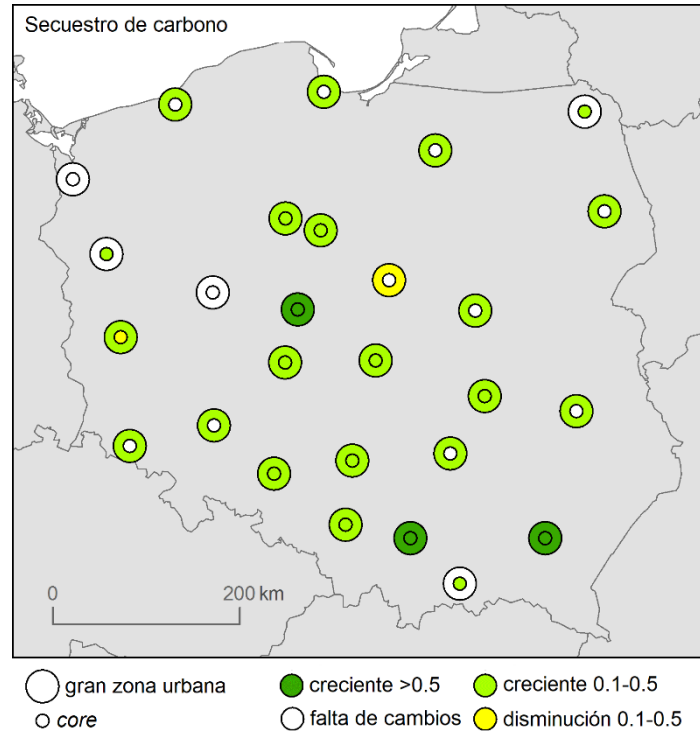 Secuestro de carbono
0 200 km
gran zona urbana
core
creciente >0.5
creciente 0.1-0.5
falta de cambios
disminución 0.1-0.5